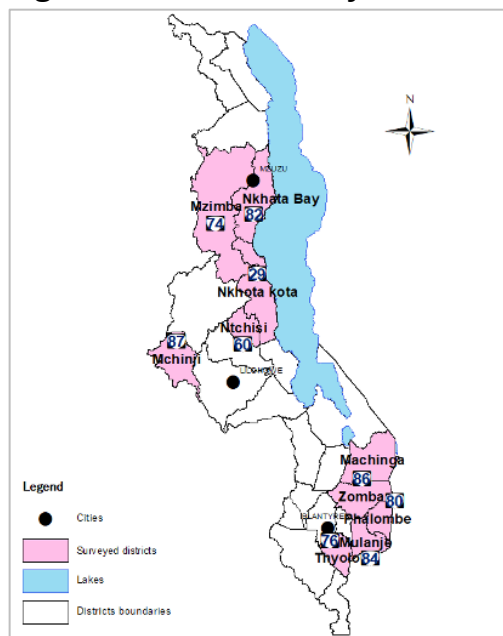 N
MZUZU
Nkhata Bay
Mzimba
82
74
29
Nkhota kota
Ntchisi
87
60
Mchinji
LILONGWE
Machinga
86
Zomba
80
BLANTYRE
Phalombe
76
Mulanje
Thyolo
84
Legend
Cities
Surveyed districts
Lakes
Districts boundaries